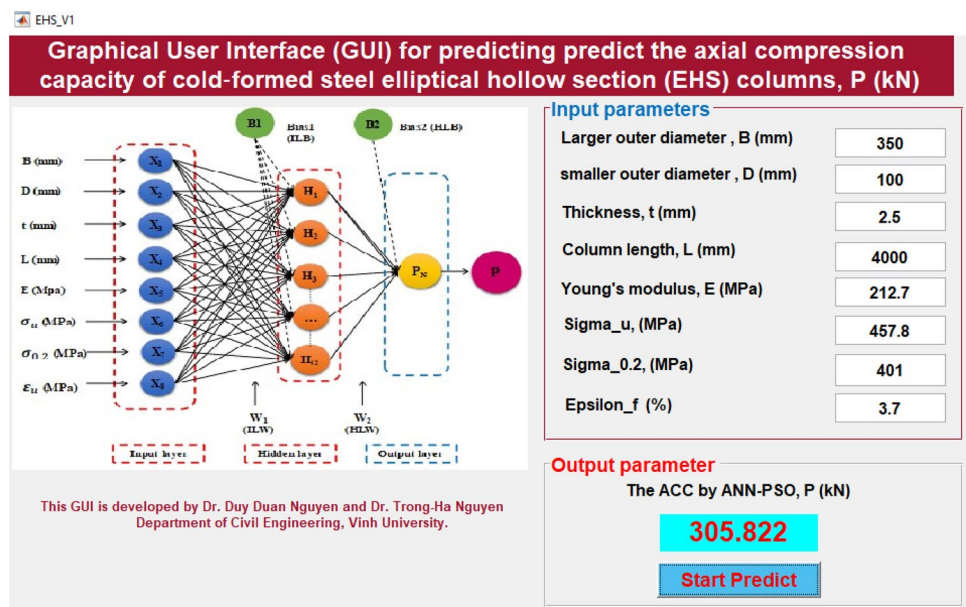 EHS_V1
Graphical User Interface (GUI) for predicting predict the axial compression
capacity of cold-formed steel elliptical hollow section (EHS) columns, P (kN)
B1
Bias1
(ILB)
B2
Bias2 (HLB)
B (mm)
D (mm)
t (mm)
L (mm)
E (Mpa)
σu (MPa)
σ0.2 (MPa)
εu (MPa)
X1
X2
X3
X4
X5
X6
X7
X8
H1
H2
H3
...
H12
PN
P
W1
(ILW)
W2
(HLW)
Input layer
Hidden layer
Output layer
This GUI is developed by Dr. Duy Duan Nguyen and Dr. Trong-Ha Nguyen
Department of Civil Engineering, Vinh University.
Input parameters
Larger outer diameter , B (mm) 350
smaller outer diameter , D (mm) 100
Thickness, t (mm) 2.5
Column length, L (mm) 4000
Young's modulus, E (MPa) 212.7
Sigma_u, (MPa) 457.8
Sigma_0.2, (MPa) 401
Epsilon_f (%) 3.7
Output parameter
The ACC by ANN-PSO, P (kN)
305.822
Start Predict